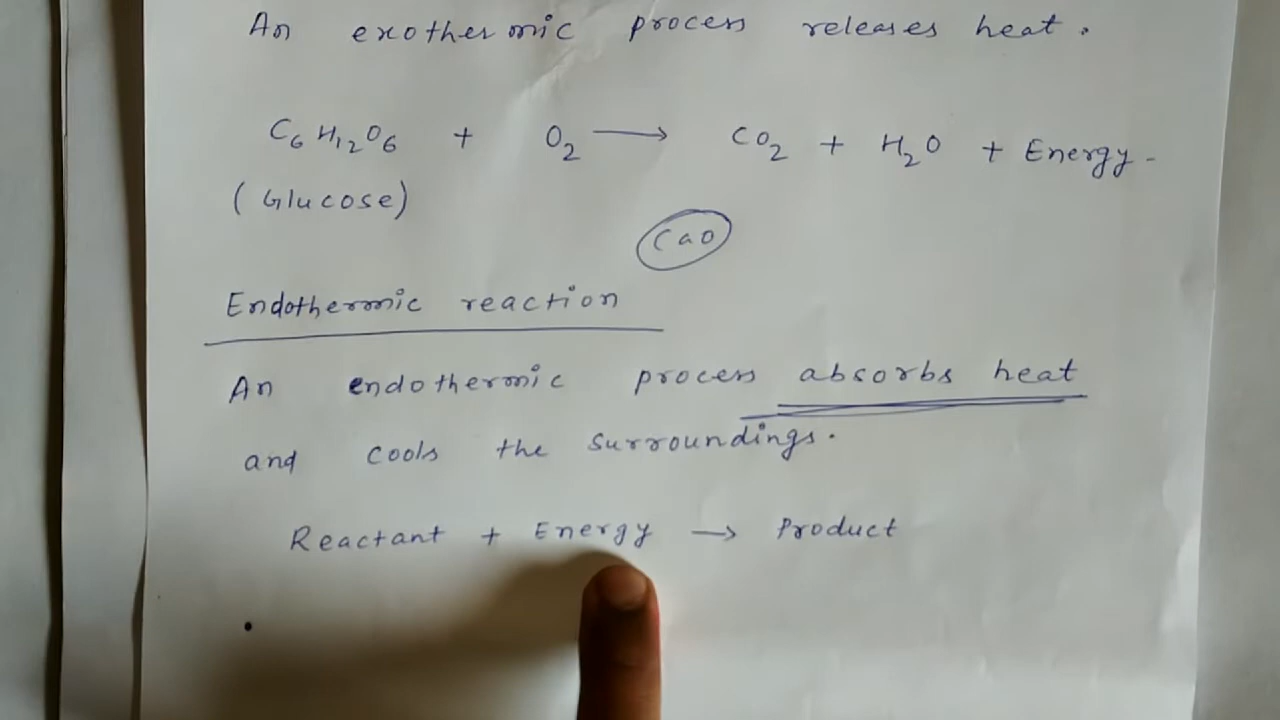 An exothermic process releases heat.
C₆H₁₂O₆ + O₂ → CO₂ + H₂O + Energy-
(Glucose)
CaO
Endothermic reaction
An endothermic process absorbs heat
and cools the surroundings.
Reactant + Energy → Product